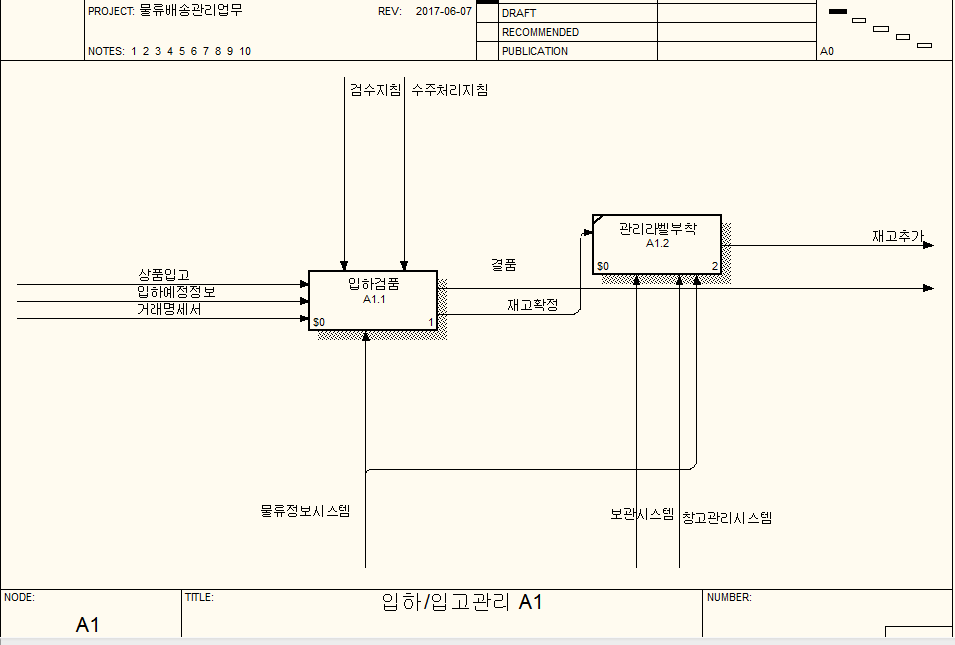 PROJECT: 물류배송관리업무
REV: 2017-06-07
DRAFT
RECOMMENDED
NOTES: 1 2 3 4 5 6 7 8 9 10
PUBLICATION
A0
검수지침
수주처리지침
관리라벨부착
A1.2
$0
2
재고추가
결품
상품입고
입하예정정보
거래명세서
입하검품
A1.1
$0
1
재고확정
물류정보시스템
보관시스템
창고관리시스템
NODE:
A1
TITLE:
입하/입고관리 A1
NUMBER: